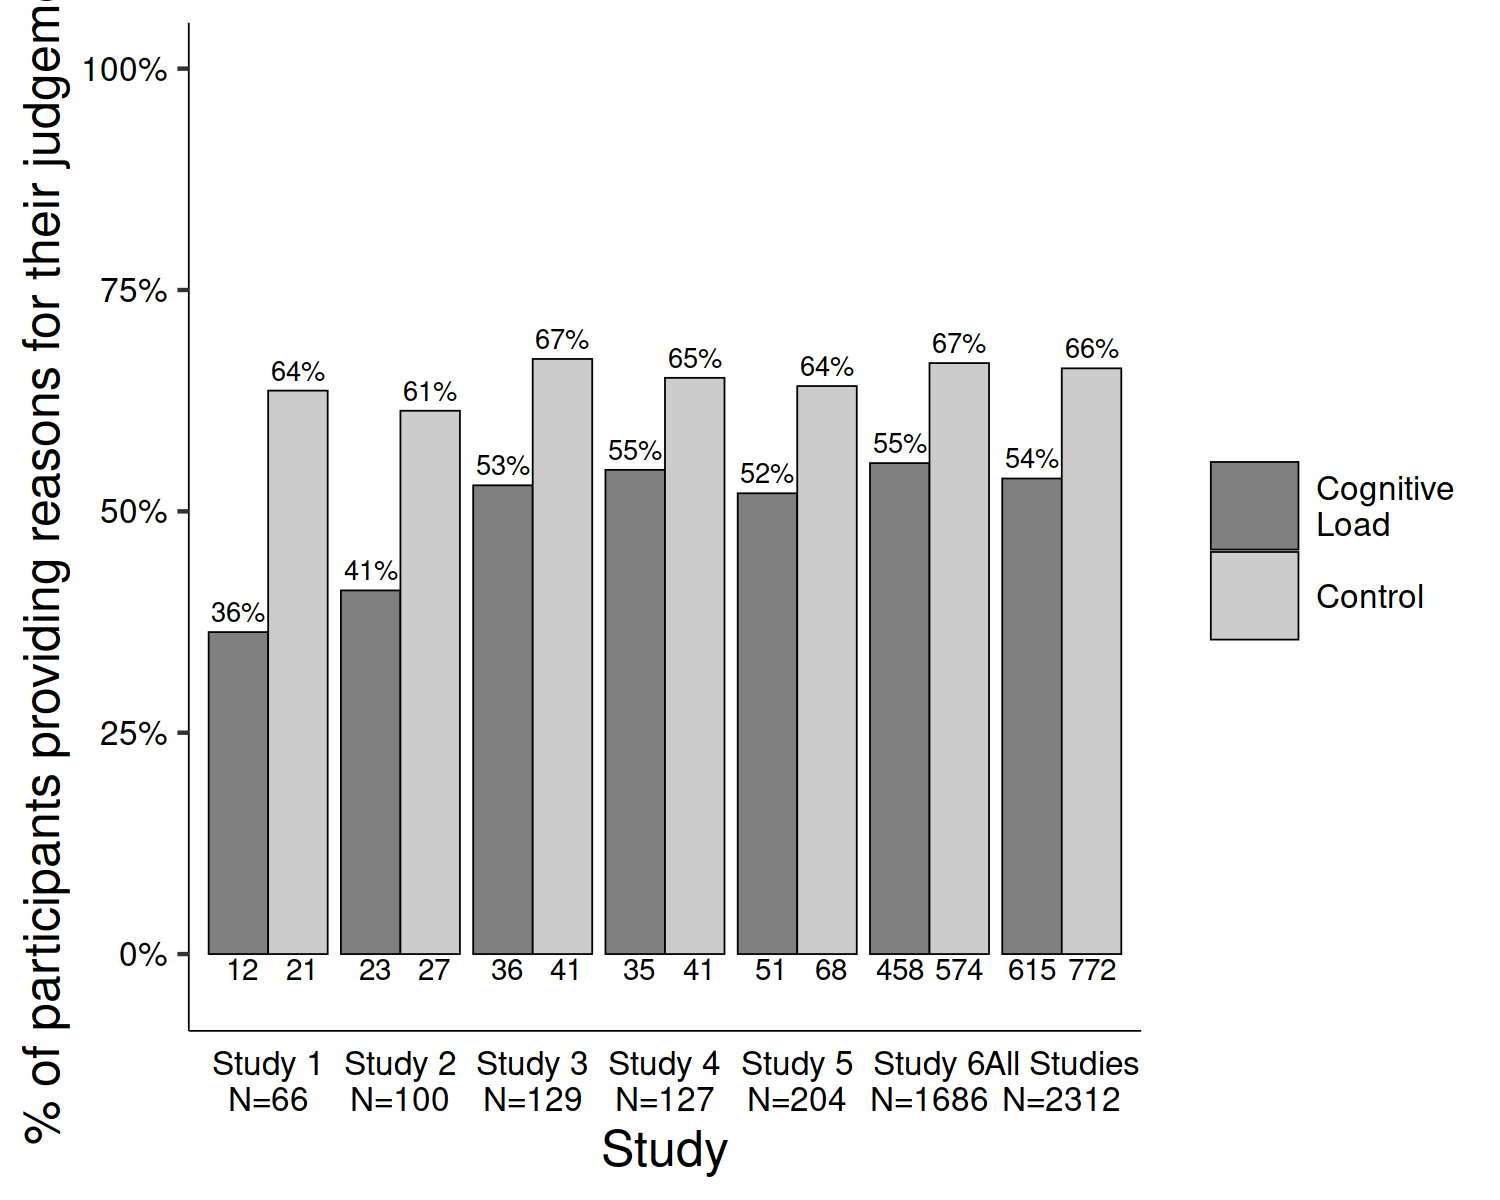 % of participants providing reasons for their
100%
75%
50%
25%
0%
36%
64%
41%
61%
53%
67%
55%
65%
52%
64%
55%
67%
54%
66%
12 21 23 27 36 41 35 41 51 68 458 574 615 772
Study 1 Study 2 Study 3 Study 4 Study 5 Study 6 All Studies
N=66 N=100 N=129 N=127 N=204 N=1686 N=2312
Study
Cognitive
Load
Control